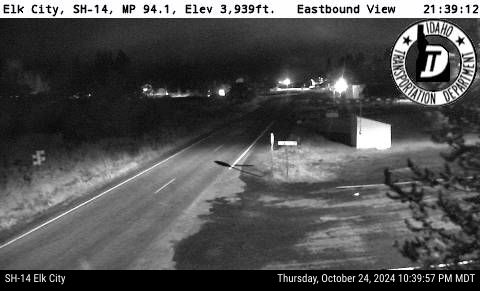 Elk City, SH-14, MP 94.1, Elev 3,939ft.   Eastbound View   21:39:12
IDAHO
TRANSPORTATION DEPARTMENT
SH-14 Elk City
Thursday, October 24, 2024 10:39:57 PM MDT